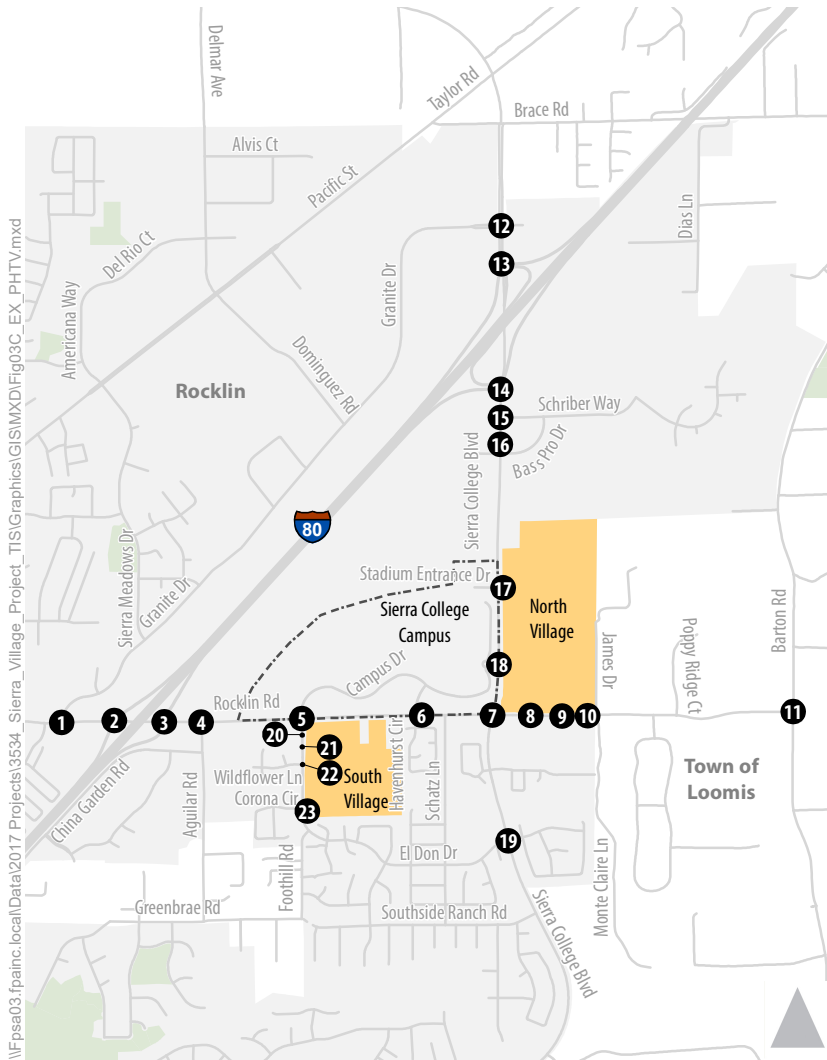 \\Fpsa03.fpainc.local\Data\2017 Projects\3534_Sierra_Village_Project_TIS\Graphics\GIS\MXD\Fig03C_EX_PHTV.mxd
Delmar Ave
Taylor Rd
Brace Rd
Alvis Ct
Pacific St
Dias Ln
12
Del Rio Ct
13
Granite Dr
Americana Way
Dominguez Rd
Rocklin
14
Schriber Way
15
16
Bass Pro Dr
Sierra College Blvd
80
Sierra Meadows Dr
Granite Dr
Stadium Entrance Dr
17
Sierra College
Campus
North
Village
James Dr
Poppy Ridge Ct
Barton Rd
18
Campus Dr
Rocklin Rd
1
2
3
4
5
6
7
8
9
10
11
20
21
22
23
Wildflower Ln
Corona Cir
South
Village
Havenhurst Cir
Schatz Ln
Town of
Loomis
China Garden Rd
Aguilar Rd
19
El Don Dr
Foothill Rd
Greenbrae Rd
Southside Ranch Rd
Monte Claire Ln
Sierra College Blvd